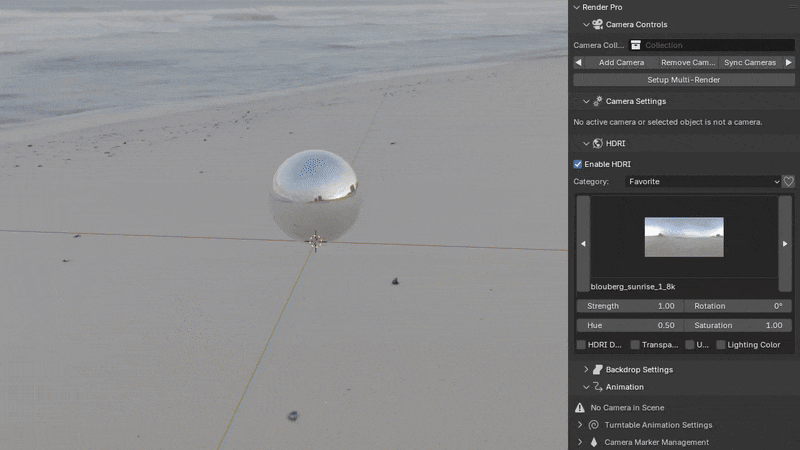 Render Pro
Camera Controls
Camera Coll...
Collection
Add Camera
Remove Cam...
Sync Cameras
Setup Multi-Render
Camera Settings
No active camera or selected object is not a camera.
HDRI
Enable HDRI
Category:
Favorite
blouberg_sunrise_1_8k
Strength 1.00
Rotation 0°
Hue 0.50
Saturation 1.00
HDRI D...
Transpa...
U...
Lighting Color
Backdrop Settings
Animation
No Camera in Scene
Turntable Animation Settings
Camera Marker Management